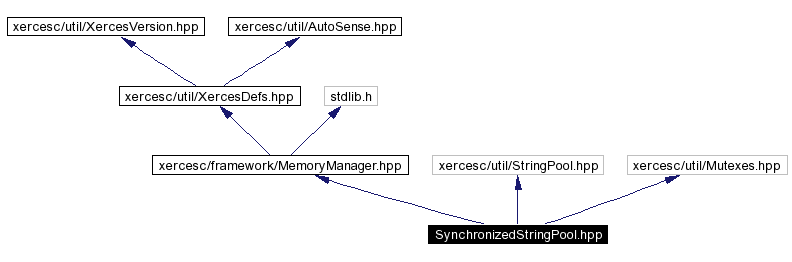 xercesc/util/XercesVersion.hpp
xercesc/util/AutoSense.hpp
xercesc/util/XercesDefs.hpp
stdlib.h
xercesc/framework/MemoryManager.hpp
xercesc/util/StringPool.hpp
xercesc/util/Mutexes.hpp
SynchronizedStringPool.hpp